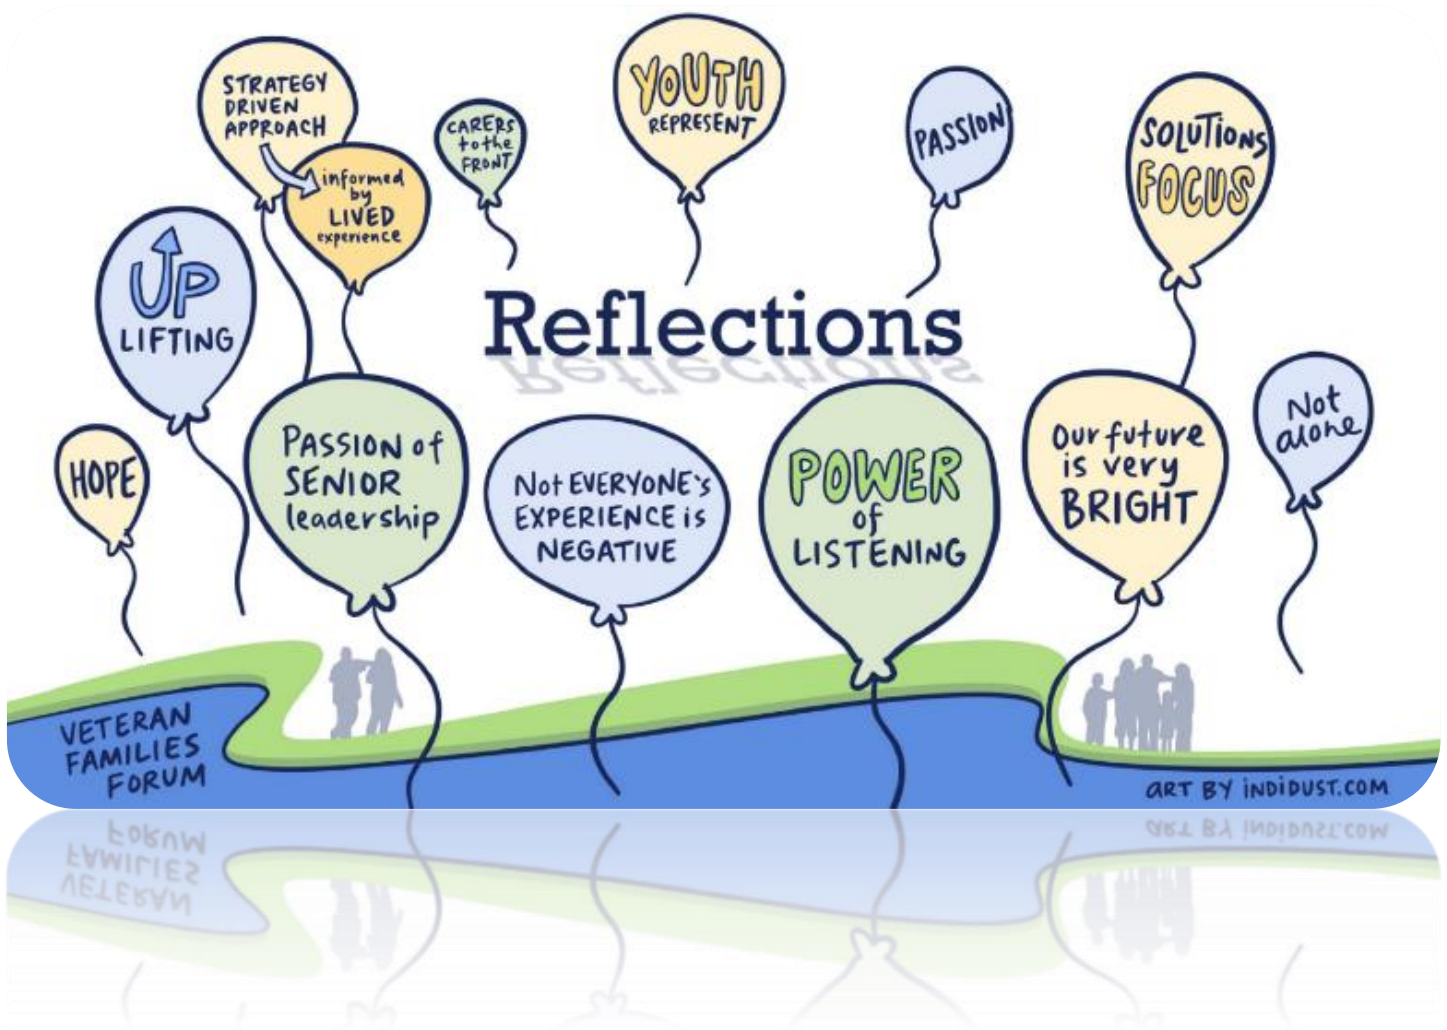 STRATEGY
DRIVEN
APPROACH
informed
by
LIVED
experience
CARERS
to the
FRONT
YOUTH
REPRESENT
PASSION
SOLUTIONS
FOCUS
UP
LIFTING
Reflections
HOPE
PASSION of
SENIOR
leadership
Not EVERYONE's
EXPERIENCE is
NEGATIVE
POWER
of
LISTENING
Our future
is very
BRIGHT
Not
alone
VETERAN
FAMILIES
FORUM
ART BY iNDiDUST.COM